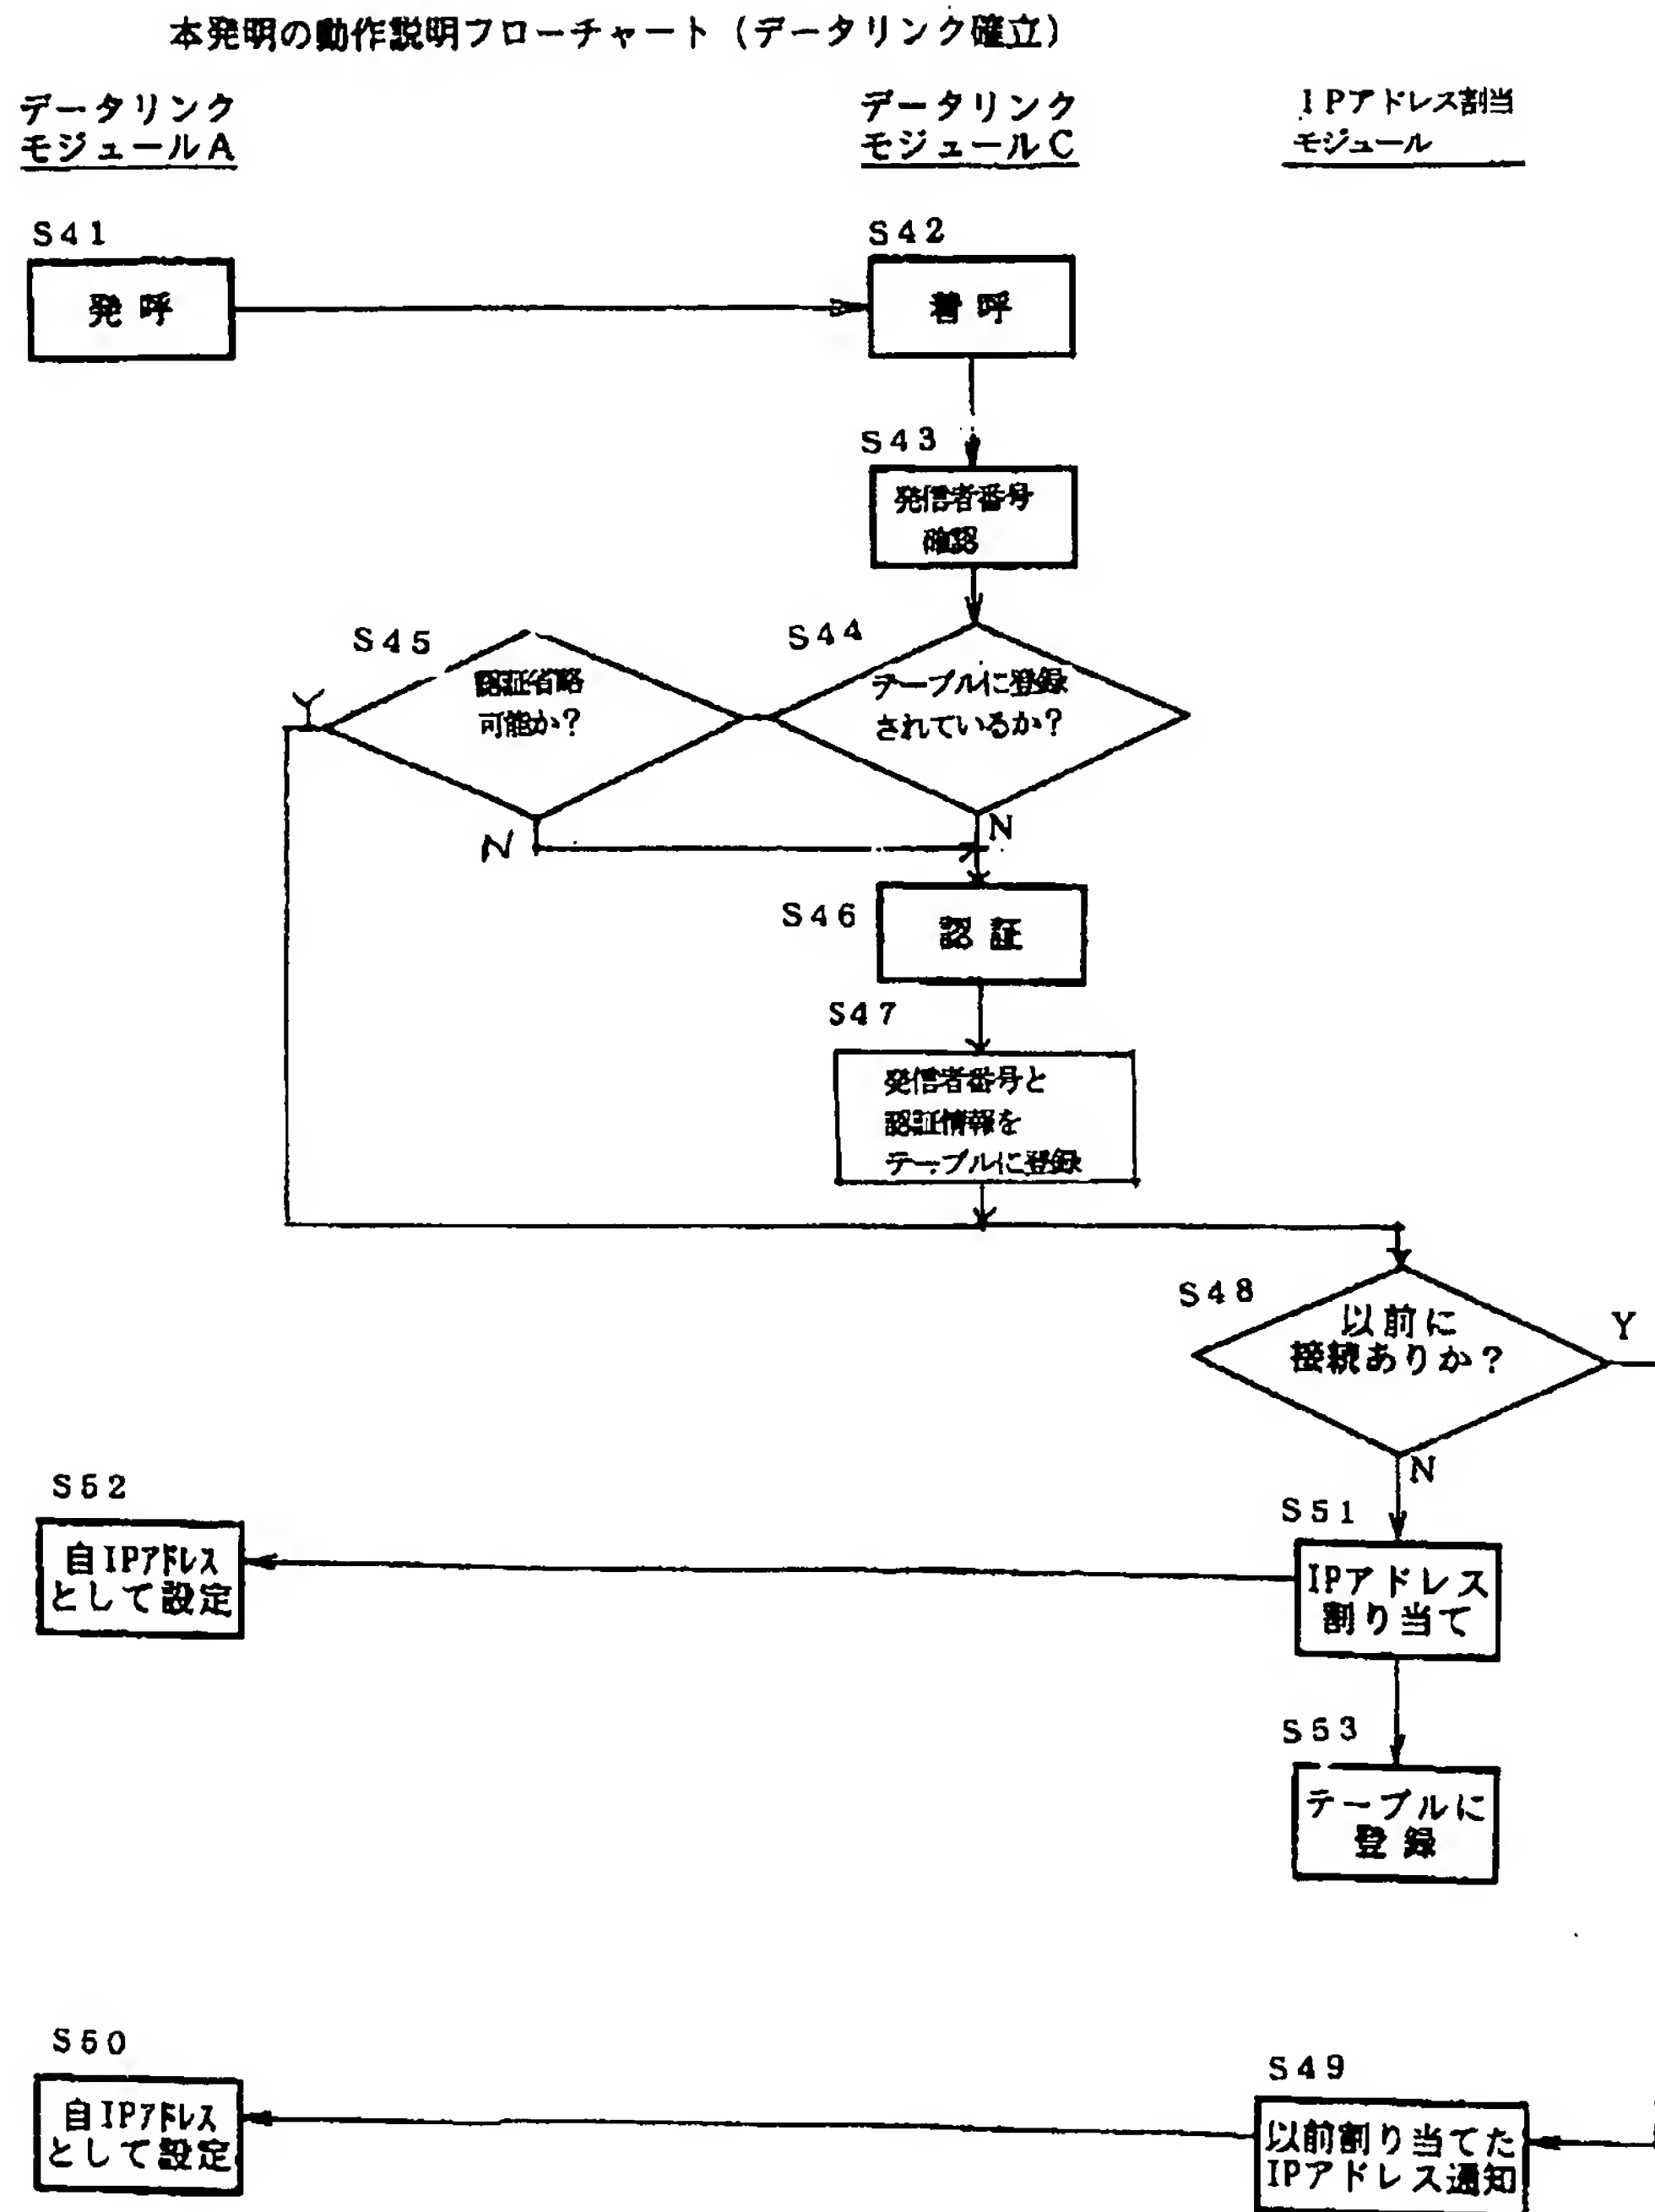 本発明の動作説明フローチャート（データリンク確立）
データリンク
モジュールA
データリンク
モジュールC
IPアドレス割当
モジュール
S41
発呼
S42
着呼
S43
発信者番号
確認
S45
認証省略
可能か？
Y
N
S44
テーブルに登録
されているか？
N
S46
認証
S47
発信者番号と
認証情報を
テーブルに登録
S48
以前に
接続ありか？
Y
N
S52
自IPアドレス
として設定
S51
IPアドレス
割り当て
S53
テーブルに
登録
S50
自IPアドレス
として設定
S49
以前割り当てた
IPアドレス通知